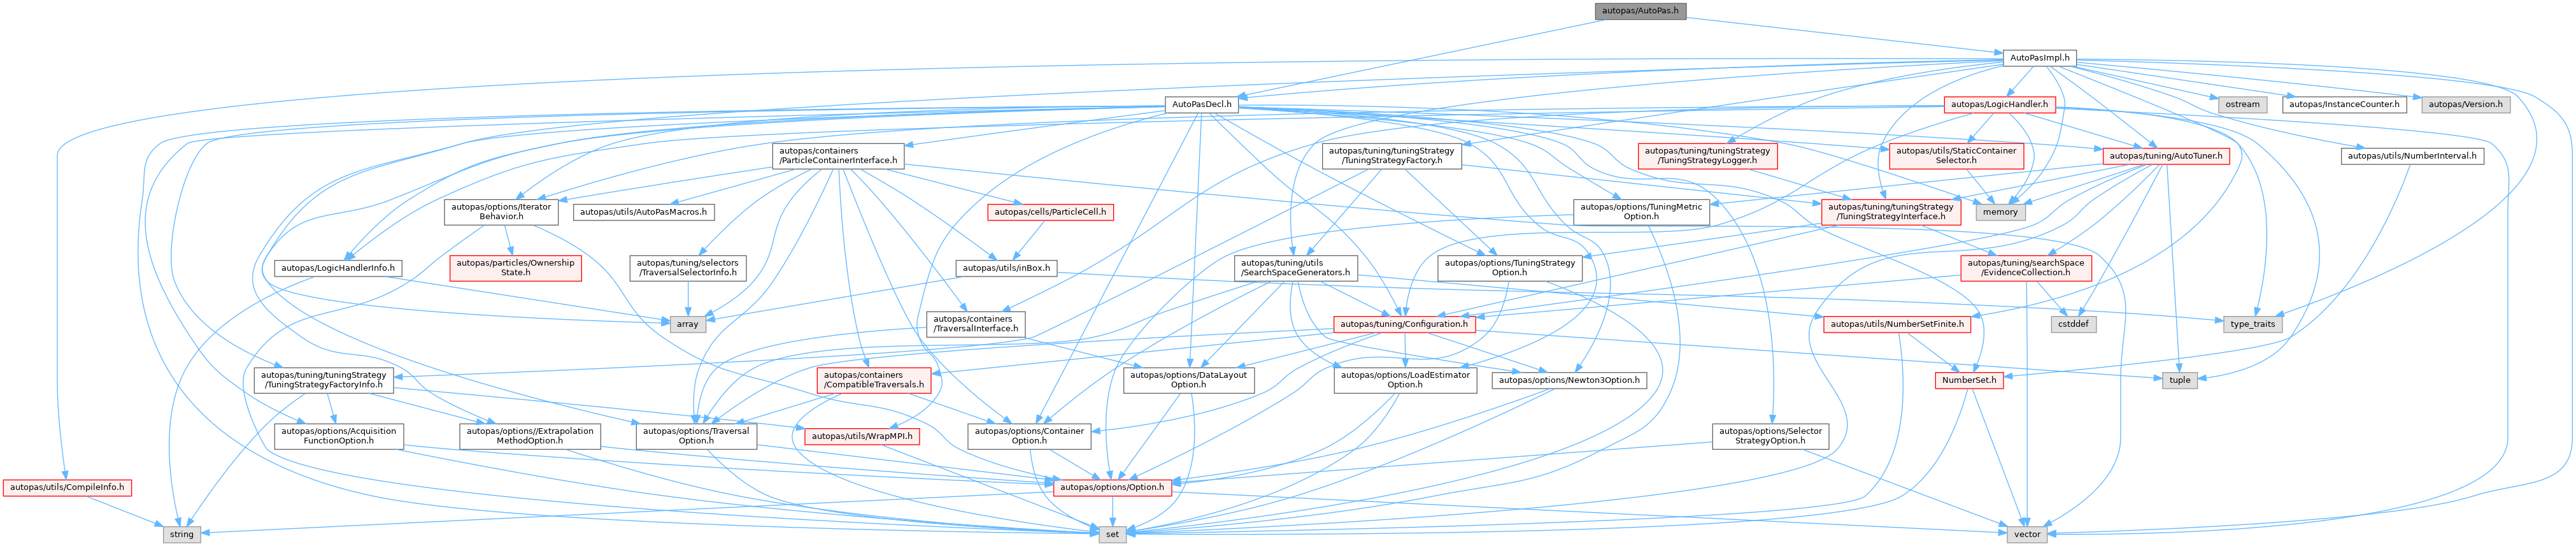 autopas/AutoPas.h
AutoPasImpl.h
AutoPasDecl.h
autopas/LogicHandler.h
ostream
autopas/InstanceCounter.h
autopas/Version.h
autopas/containers
/ParticleContainerInterface.h
autopas/tuning/tuningStrategy
/TuningStrategyFactory.h
autopas/tuning/tuningStrategy
/TuningStrategyLogger.h
autopas/utils/StaticContainer
Selector.h
autopas/tuning/AutoTuner.h
autopas/utils/NumberInterval.h
autopas/options/Iterator
Behavior.h
autopas/utils/AutoPasMacros.h
autopas/cells/ParticleCell.h
autopas/options/TuningMetric
Option.h
autopas/tuning/tuningStrategy
/TuningStrategyInterface.h
memory
autopas/LogicHandlerInfo.h
autopas/particles/Ownership
State.h
autopas/tuning/selectors
/TraversalSelectorInfo.h
autopas/utils/inBox.h
autopas/tuning/utils
/SearchSpaceGenerators.h
autopas/options/TuningStrategy
Option.h
autopas/tuning/searchSpace
/EvidenceCollection.h
array
autopas/containers
/TraversalInterface.h
autopas/tuning/Configuration.h
autopas/utils/NumberSetFinite.h
cstddef
type_traits
autopas/tuning/tuningStrategy
/TuningStrategyFactoryInfo.h
autopas/containers
/CompatibleTraversals.h
autopas/options/DataLayout
Option.h
autopas/options/LoadEstimator
Option.h
autopas/options/Newton3Option.h
NumberSet.h
tuple
autopas/options/Acquisition
FunctionOption.h
autopas/options//Extrapolation
MethodOption.h
autopas/options/Traversal
Option.h
autopas/utils/WrapMPI.h
autopas/options/Container
Option.h
autopas/options/Selector
StrategyOption.h
autopas/utils/CompileInfo.h
autopas/options/Option.h
string
set
vector